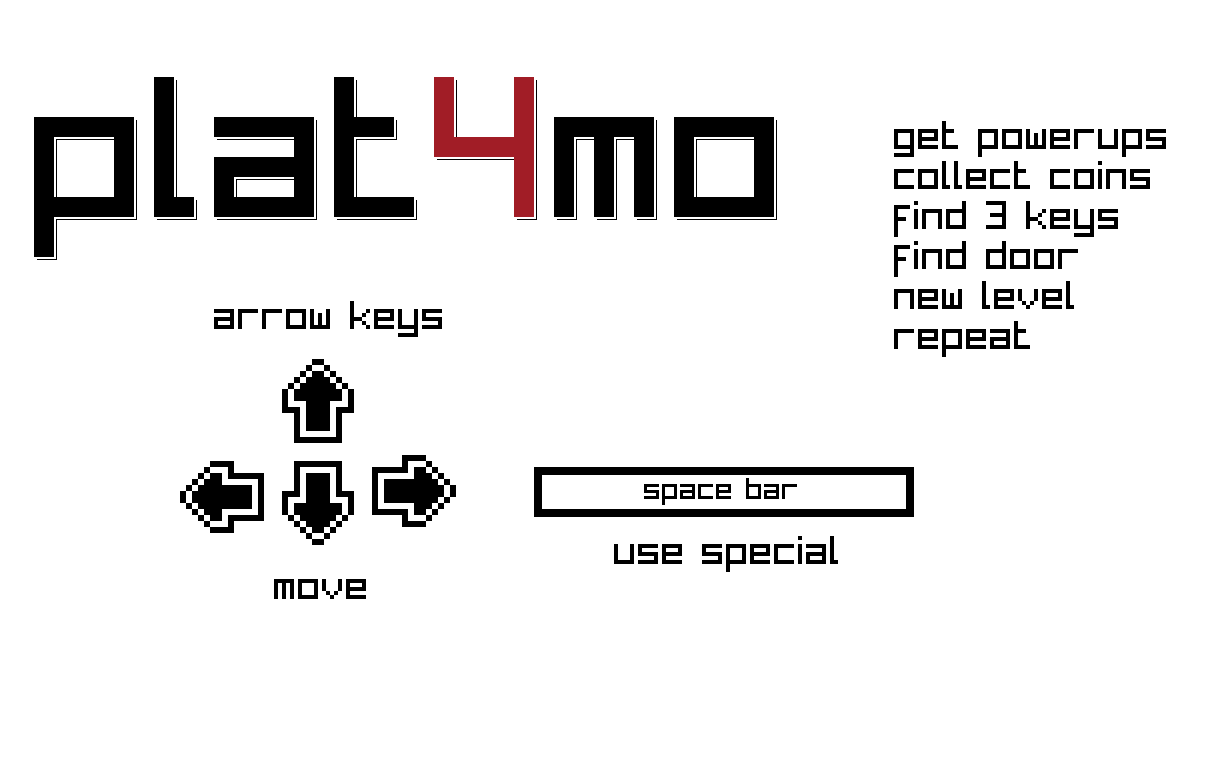 plat4mo
get powerups
collect coins
find 3 keys
find door
new level
repeat
arrow keys
space bar
use special
move